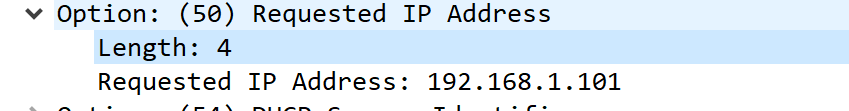 Option: (50) Requested IP Address
Length: 4
Requested IP Address: 192.168.1.101